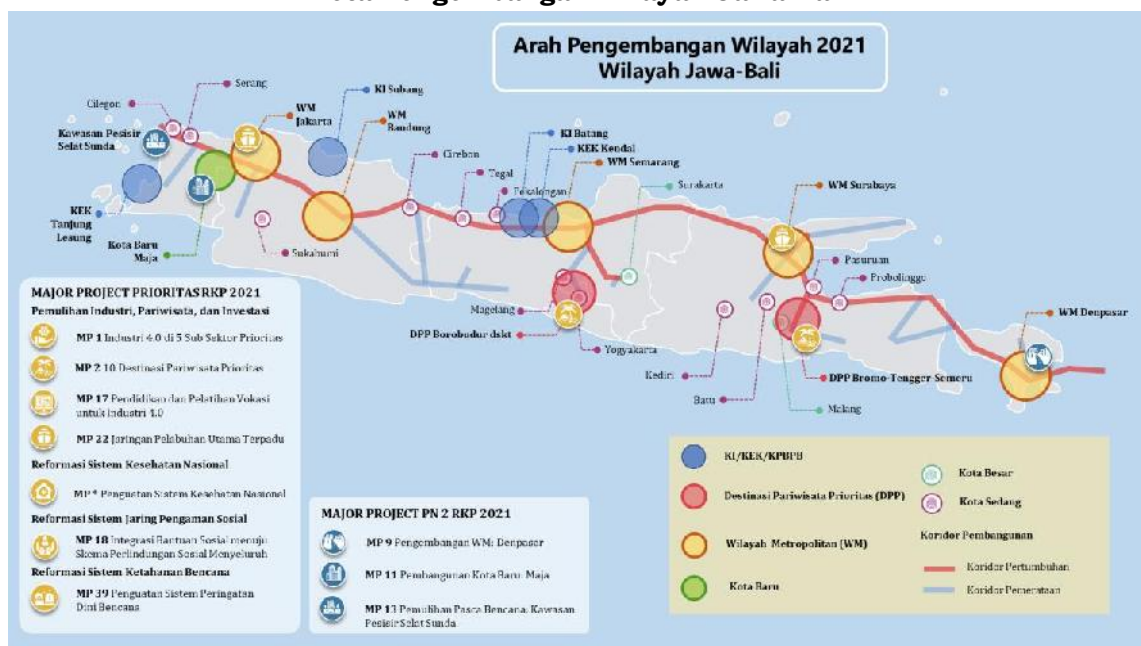 Arah Pengembangan Wilayah 2021
Wilayah Jawa-Bali
Serang
Cilegon
KI Subang
WM
Jakarta
WM
Bandung
Kawasan Pesisir
Selat Sunda
KI Batang
KEK Kendal
WM Semarang
Cirebon
Tegal
Pekalongan
Surakarta
WM Surabaya
KEK
Tanjung
Lesung
Kota Baru
Maja
Sukabumi
Pasuruan
Probolinggo
Magelang
DPP Borobudur dskt
Yogyakarta
WM Denpasar
Kediri
DPP Bromo-Tengger-Semeru
Batu
Malang
MAJOR PROJECT PRIORITAS RKP 2021
Pemulihan Industri, Pariwisata, dan Investasi
MP 1 Industri 4.0 di 5 Sub Sektor Prioritas
MP 2 10 Destinasi Pariwisata Prioritas
MP 17 Pendidikan dan Pelatihan Vokasi
untuk Industri 4.0
MP 22 Jaringan Pelabuhan Utama Terpadu
Reformasi Sistem Kesehatan Nasional
MP * Penguatan Sistem Kesehatan Nasional
Reformasi Sistem Jaring Pengaman Sosial
MP 18 Integrasi Bantuan Sosial menuju
Skema Perlindungan Sosial Menyeluruh
Reformasi Sistem Ketahanan Bencana
MP 39 Penguatan Sistem Peringatan
Dini Bencana
MAJOR PROJECT PN 2 RKP 2021
MP 9 Pengembangan WM: Denpasar
MP 11 Pembangunan Kota Baru: Maja
MP 13 Pemulihan Pasca Bencana: Kawasan
Pesisir Selat Sunda
KI/KEK/KPBPB
Destinasi Pariwisata Prioritas (DPP)
Wilayah Metropolitan (WM)
Kota Baru
Kota Besar
Kota Sedang
Koridor Pembangunan
Koridor Pertumbuhan
Koridor Pemerataan